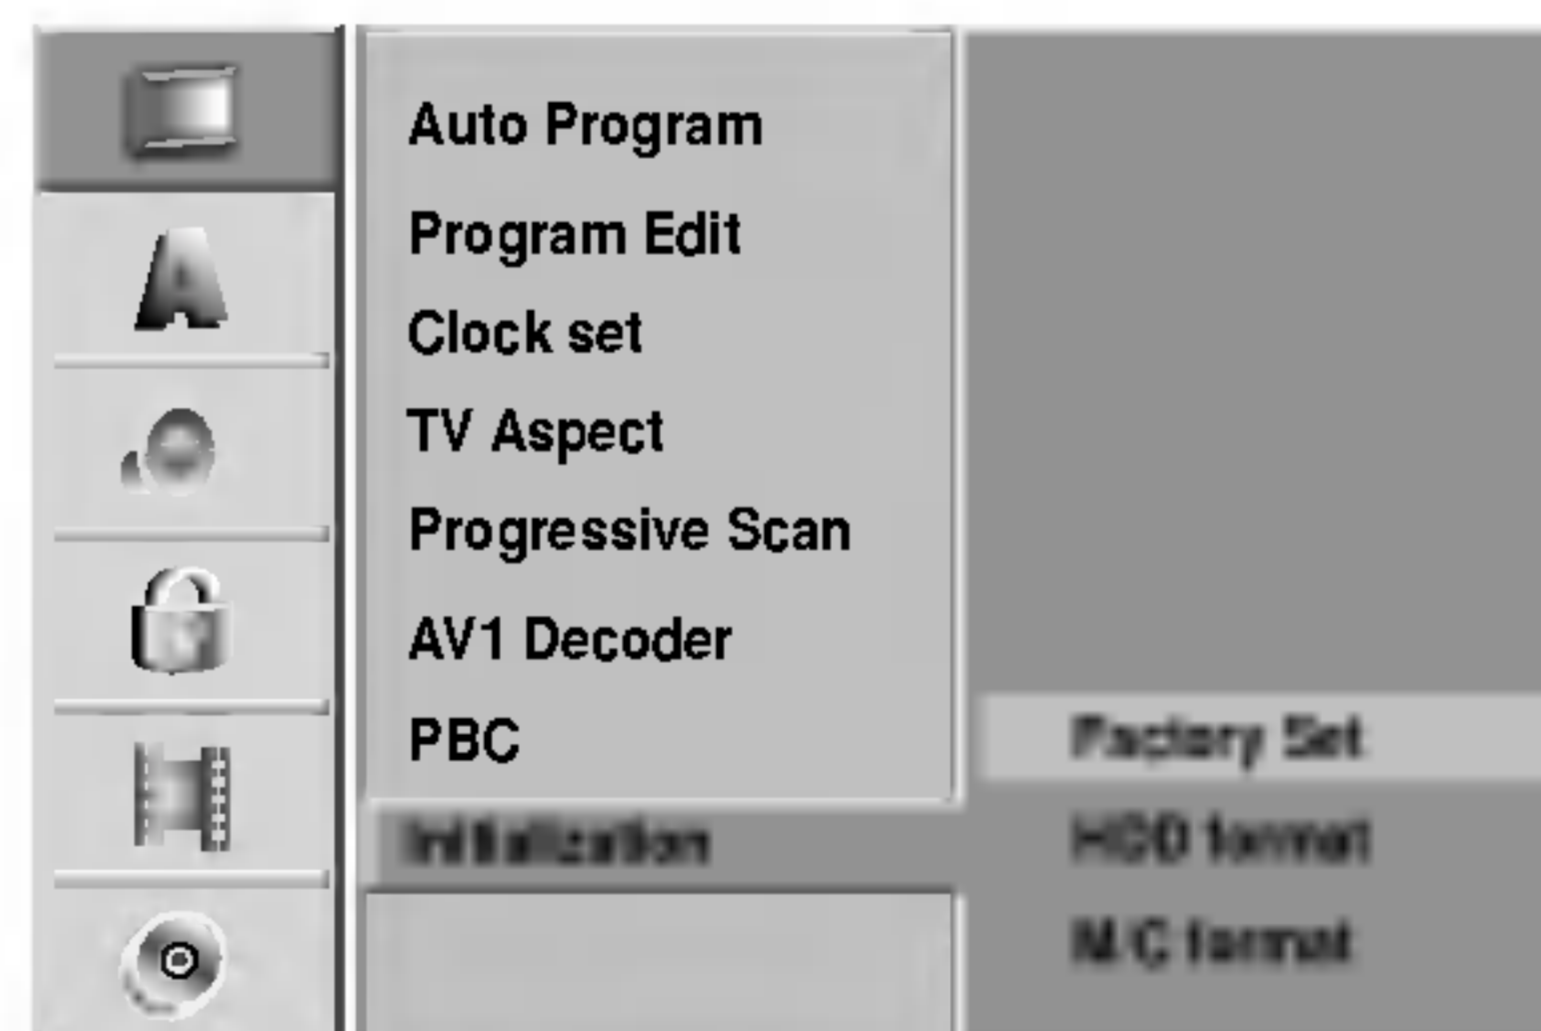 Auto Program
Program Edit
Clock set
TV Aspect
Progressive Scan
AV1 Decoder
PBC
Initialization
Factory Set
HDD format
M/C format